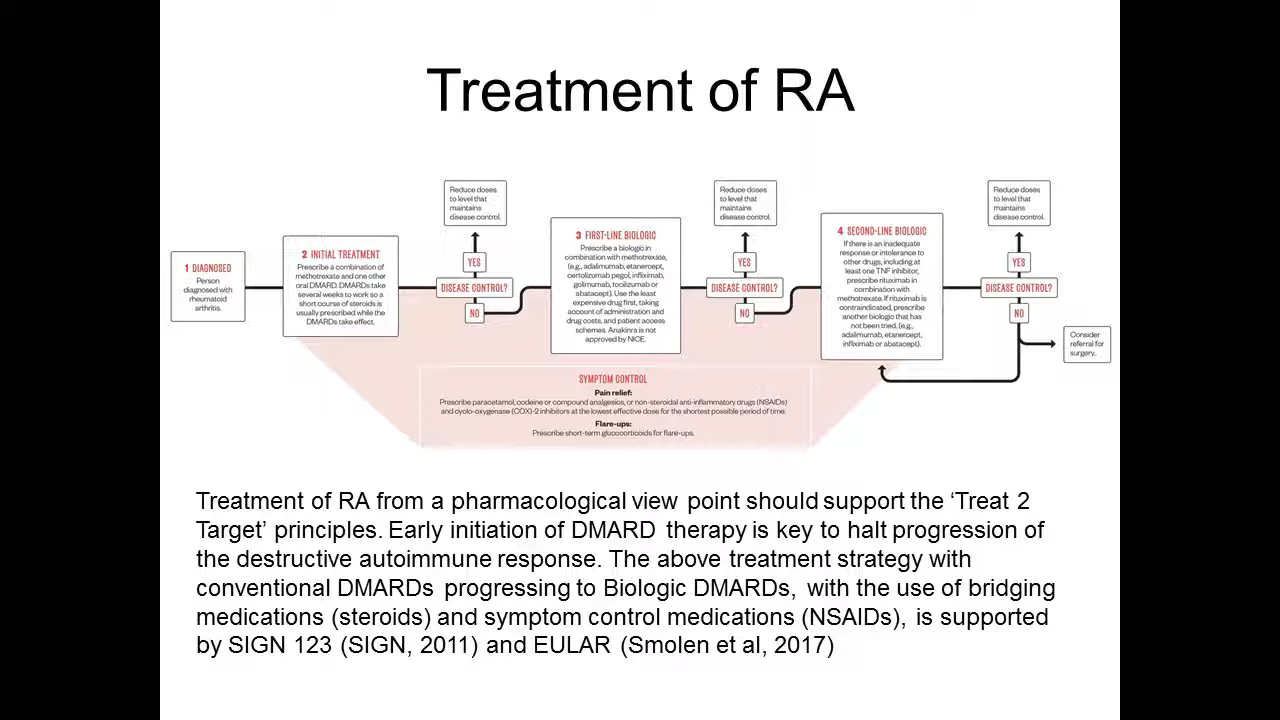 Treatment of RA
1 DIAGNOSED
Person
diagnosed with
rheumatoid
arthritis.
2 INITIAL TREATMENT
Prescribe a combination of
methotrexate and one other
oral DMARD. DMARDs take
several weeks to work so a
short course of steroids is
usually prescribed while the
DMARDs take effect.
Reduce doses
to level that
maintains
disease control.
YES
DISEASE CONTROL?
NO
3 FIRST-LINE BIOLOGIC
Prescribe a biologic in
combination with methotrexate,
(e.g., adalimumab, etanercept,
certolizumab pegol, infliximab,
golimumab, tocilizumab or
abatacept). Use the least
expensive drug first, taking
account of administration and
drug costs, and patient access
schemes. Anakinra is not
approved by NICE.
Reduce doses
to level that
maintains
disease control.
YES
DISEASE CONTROL?
NO
4 SECOND-LINE BIOLOGIC
If there is an inadequate
response or intolerance to
other drugs, including at
least one TNF inhibitor,
prescribe rituximab in
combination with
methotrexate. If rituximab is
contraindicated, prescribe
another biologic that has
not been tried, (e.g.,
adalimumab, etanercept,
infliximab or abatacept).
Reduce doses
to level that
maintains
disease control.
YES
DISEASE CONTROL?
NO
Consider
referral for
surgery.
SYMPTOM CONTROL
Pain relief:
Prescribe paracetamol, codeine or compound analgesics, or non-steroidal anti-inflammatory drugs (NSAIDs)
and cyclo-oxygenase (COX)-2 inhibitors at the lowest effective dose for the shortest possible period of time.
Flare-ups:
Prescribe short-term glucocorticoids for flare-ups.
Treatment of RA from a pharmacological view point should support the ‘Treat 2
Target’ principles. Early initiation of DMARD therapy is key to halt progression of
the destructive autoimmune response. The above treatment strategy with
conventional DMARDs progressing to Biologic DMARDs, with the use of bridging
medications (steroids) and symptom control medications (NSAIDs), is supported
by SIGN 123 (SIGN, 2011) and EULAR (Smolen et al, 2017)